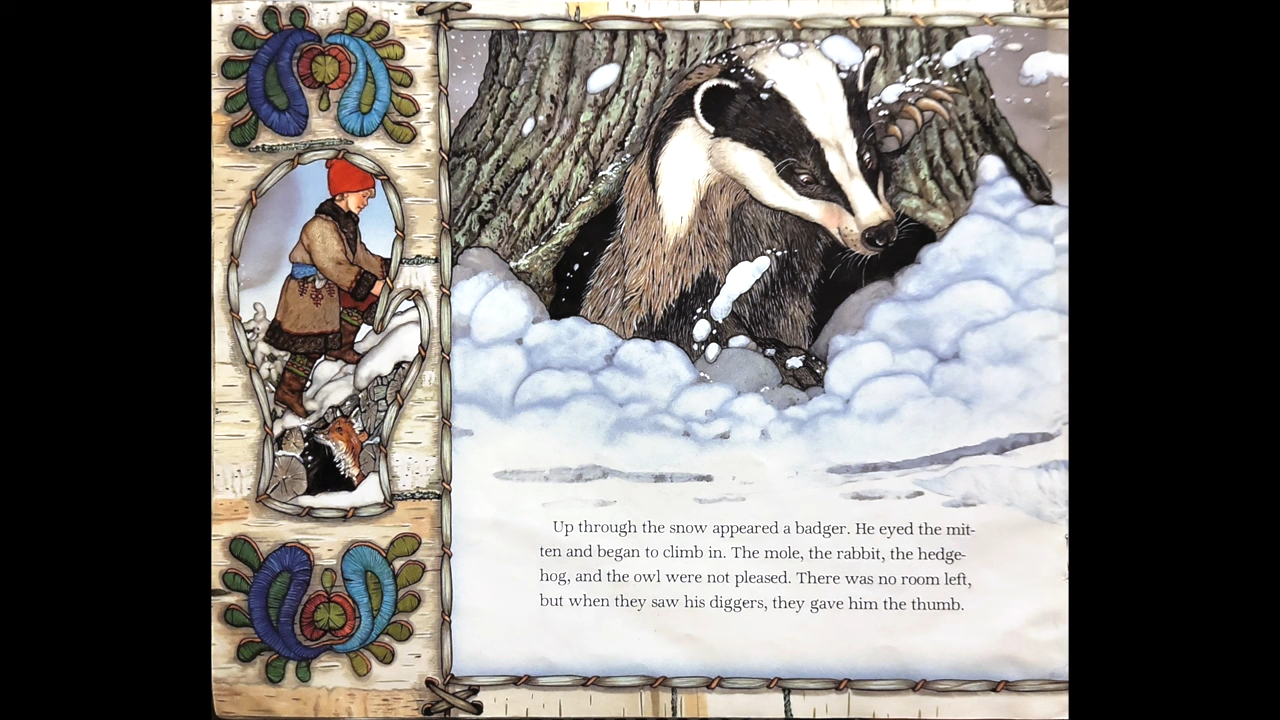 Up through the snow appeared a badger. He eyed the mit-
ten and began to climb in. The mole, the rabbit, the hedge-
hog, and the owl were not pleased. There was no room left,
but when they saw his diggers, they gave him the thumb.